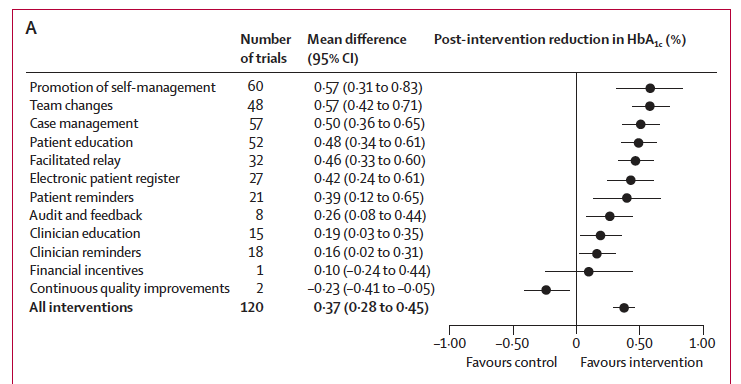 A
Number of trials Mean difference (95% CI) Post-intervention reduction in HbA1c (%)
Promotion of self-management 60 0·57 (0·31 to 0·83)
Team changes 48 0·57 (0·42 to 0·71)
Case management 57 0·50 (0·36 to 0·65)
Patient education 52 0·48 (0·34 to 0·61)
Facilitated relay 32 0·46 (0·33 to 0·60)
Electronic patient register 27 0·42 (0·24 to 0·61)
Patient reminders 21 0·39 (0·12 to 0·65)
Audit and feedback 8 0·26 (0·08 to 0·44)
Clinician education 15 0·19 (0·03 to 0·35)
Clinician reminders 18 0·16 (0·02 to 0·31)
Financial incentives 1 0·10 (–0·24 to 0·44)
Continuous quality improvements 2 –0·23 (–0·41 to –0·05)
All interventions 120 0·37 (0·28 to 0·45)
–1·00 –0·50 0 0·50 1·00
Favours control Favours intervention